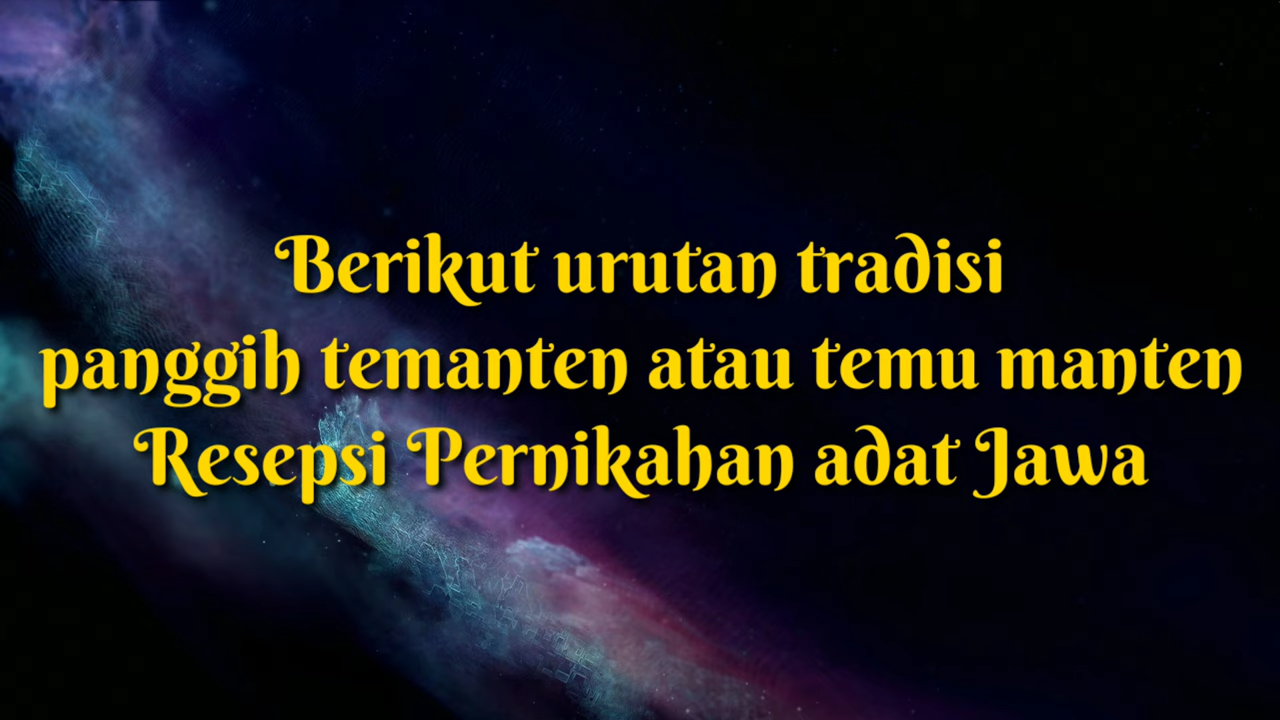 Berikut urutan tradisi
panggih temanten atau temu manten
Resepsi Pernikahan adat Jawa